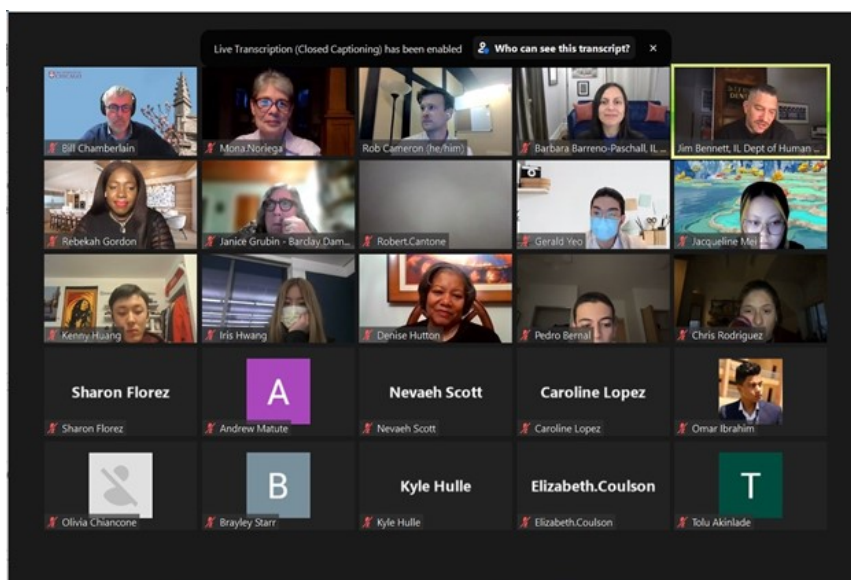 Live Transcription (Closed Captioning) has been enabled Who can see this transcript?
CHICAGO
Bill Chamberlain
Mona.Noriega
Rob Cameron (he/him)
Barbara Barreno-Paschall, IL ...
Jim Bennett, IL Dept of Human ...
Rebekah Gordon
Janice Grubin - Barclay Dam...
Robert.Cantone
Gerald Yeo
Jacqueline Mei
Kenny Huang
Iris Hwang
Denise Hutton
Pedro Bernal
Chris Rodriguez
Sharon Florez
Sharon Florez
A
Andrew Matute
Nevaeh Scott
Nevaeh Scott
Caroline Lopez
Caroline Lopez
Omar Ibrahim
Olivia Chiancone
B
Brayley Starr
Kyle Hulle
Kyle Hulle
Elizabeth.Coulson
Elizabeth.Coulson
T
Tolu Akinlade